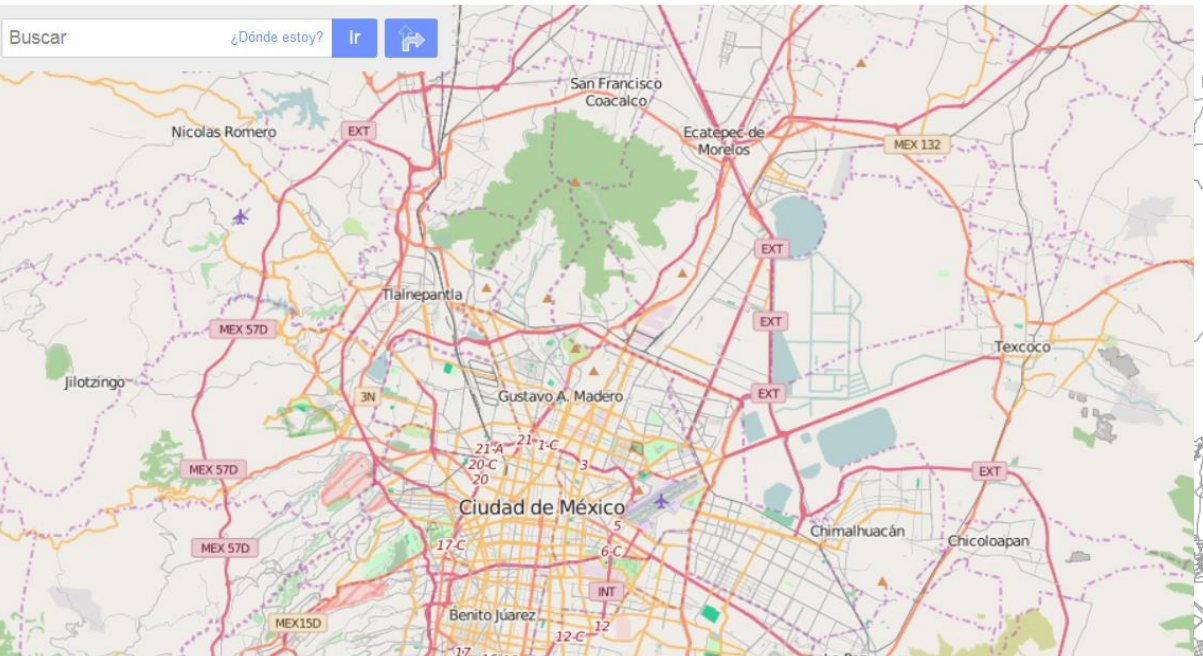 Buscar
¿Dónde estoy?
Ir
San Francisco
Coacalco
Nicolas Romero
EXT
Ecatepec de
Morelos
MEX 132
EXT
Tlalnepantla
EXT
MEX 57D
Texcoco
Jilotzingo
3N
Gustavo A. Madero
EXT
21-A
21
1-C
20-C
3
20
MEX 57D
EXT
Ciudad de México
5
Chimalhuacán
Chicoloapan
17-C
6-C
MEX 57D
INT
Benito Júarez
MEX15D
12-C
12
17